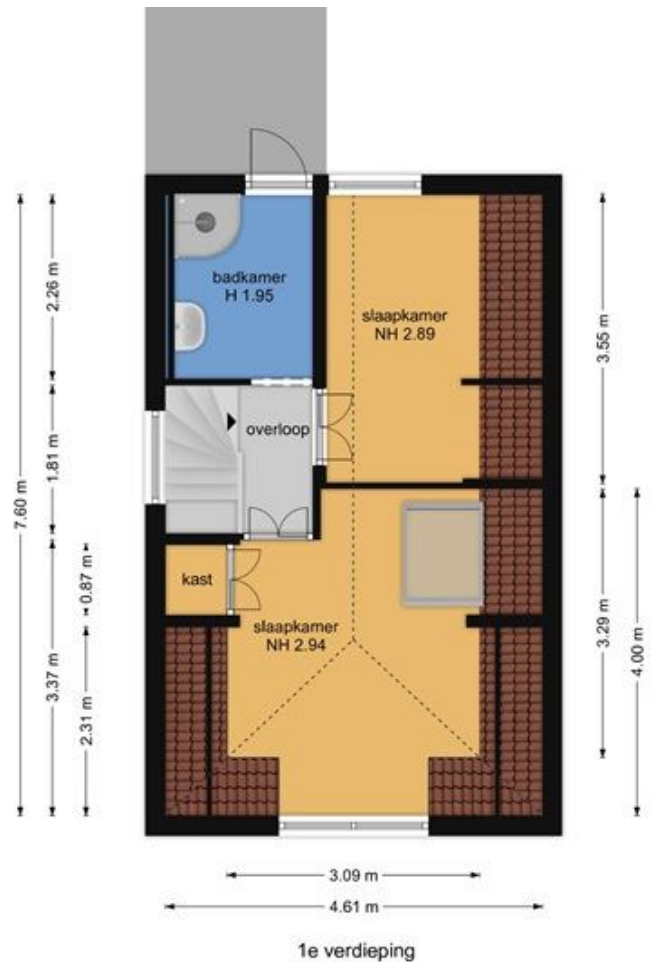 badkamer
H 1.95
slaapkamer
NH 2.89
overloop
kast
slaapkamer
NH 2.94
7.60 m
2.26 m
1.81 m
3.37 m
0.87 m
2.31 m
3.55 m
3.29 m
4.00 m
3.09 m
4.61 m
1e verdieping